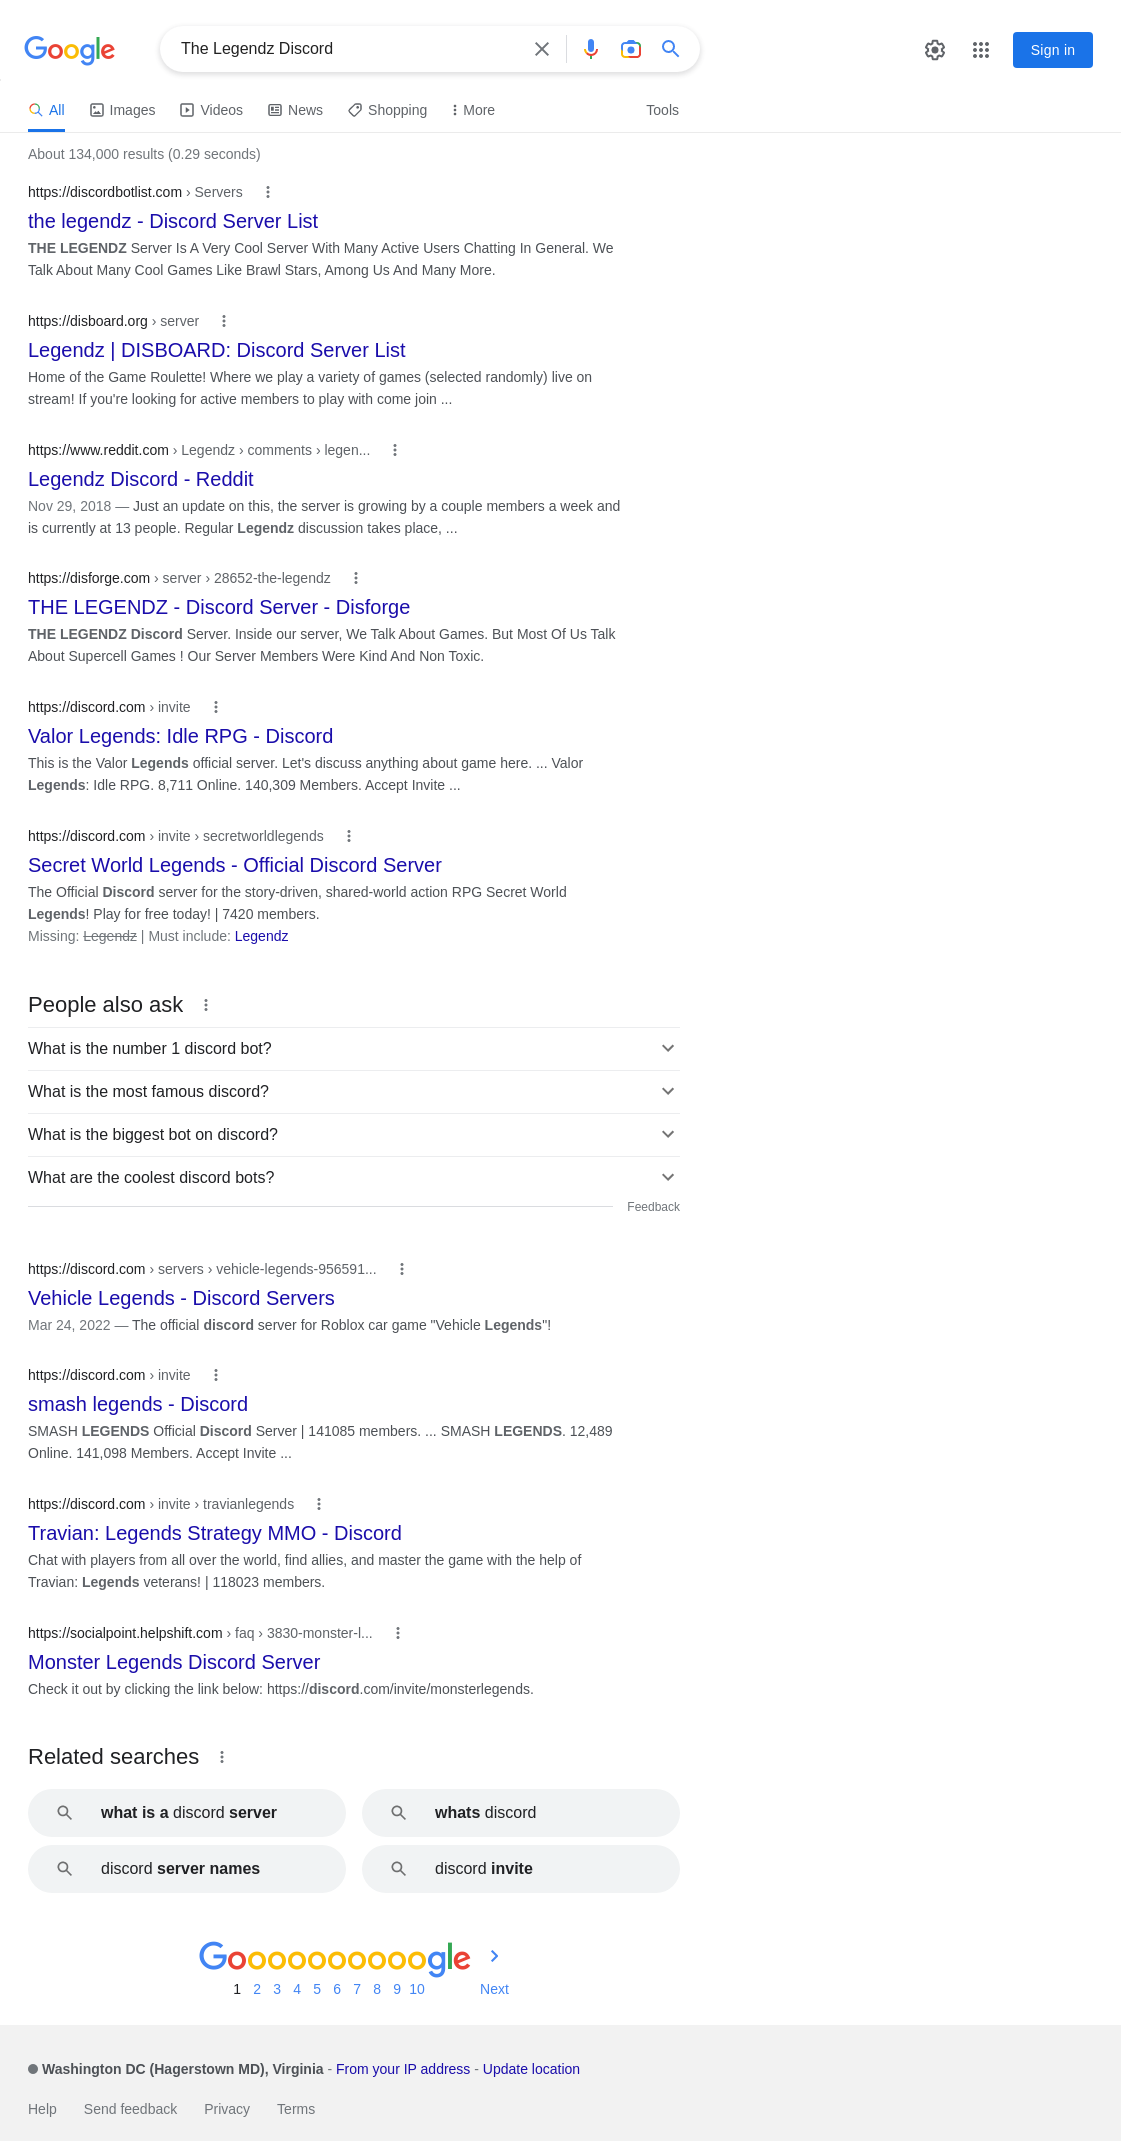 Google
The Legendz Discord
Sign in
All Images Videos News Shopping More Tools
About 134,000 results (0.29 seconds)
https://discordbotlist.com › Servers
the legendz - Discord Server List
THE LEGENDZ Server Is A Very Cool Server With Many Active Users Chatting In General. We
Talk About Many Cool Games Like Brawl Stars, Among Us And Many More.
https://disboard.org › server
Legendz | DISBOARD: Discord Server List
Home of the Game Roulette! Where we play a variety of games (selected randomly) live on
stream! If you're looking for active members to play with come join ...
https://www.reddit.com › Legendz › comments › legen...
Legendz Discord - Reddit
Nov 29, 2018 — Just an update on this, the server is growing by a couple members a week and
is currently at 13 people. Regular Legendz discussion takes place, ...
https://disforge.com › server › 28652-the-legendz
THE LEGENDZ - Discord Server - Disforge
THE LEGENDZ Discord Server. Inside our server, We Talk About Games. But Most Of Us Talk
About Supercell Games ! Our Server Members Were Kind And Non Toxic.
https://discord.com › invite
Valor Legends: Idle RPG - Discord
This is the Valor Legends official server. Let's discuss anything about game here. ... Valor
Legends: Idle RPG. 8,711 Online. 140,309 Members. Accept Invite ...
https://discord.com › invite › secretworldlegends
Secret World Legends - Official Discord Server
The Official Discord server for the story-driven, shared-world action RPG Secret World
Legends! Play for free today! | 7420 members.
Missing: Legendz | Must include: Legendz
People also ask
What is the number 1 discord bot?
What is the most famous discord?
What is the biggest bot on discord?
What are the coolest discord bots?
Feedback
https://discord.com › servers › vehicle-legends-956591...
Vehicle Legends - Discord Servers
Mar 24, 2022 — The official discord server for Roblox car game "Vehicle Legends"!
https://discord.com › invite
smash legends - Discord
SMASH LEGENDS Official Discord Server | 141085 members. ... SMASH LEGENDS. 12,489
Online. 141,098 Members. Accept Invite ...
https://discord.com › invite › travianlegends
Travian: Legends Strategy MMO - Discord
Chat with players from all over the world, find allies, and master the game with the help of
Travian: Legends veterans! | 118023 members.
https://socialpoint.helpshift.com › faq › 3830-monster-l...
Monster Legends Discord Server
Check it out by clicking the link below: https://discord.com/invite/monsterlegends.
Related searches
what is a discord server
whats discord
discord server names
discord invite
Goooooooooogle
1 2 3 4 5 6 7 8 9 10 Next
Washington DC (Hagerstown MD), Virginia - From your IP address - Update location
Help Send feedback Privacy Terms